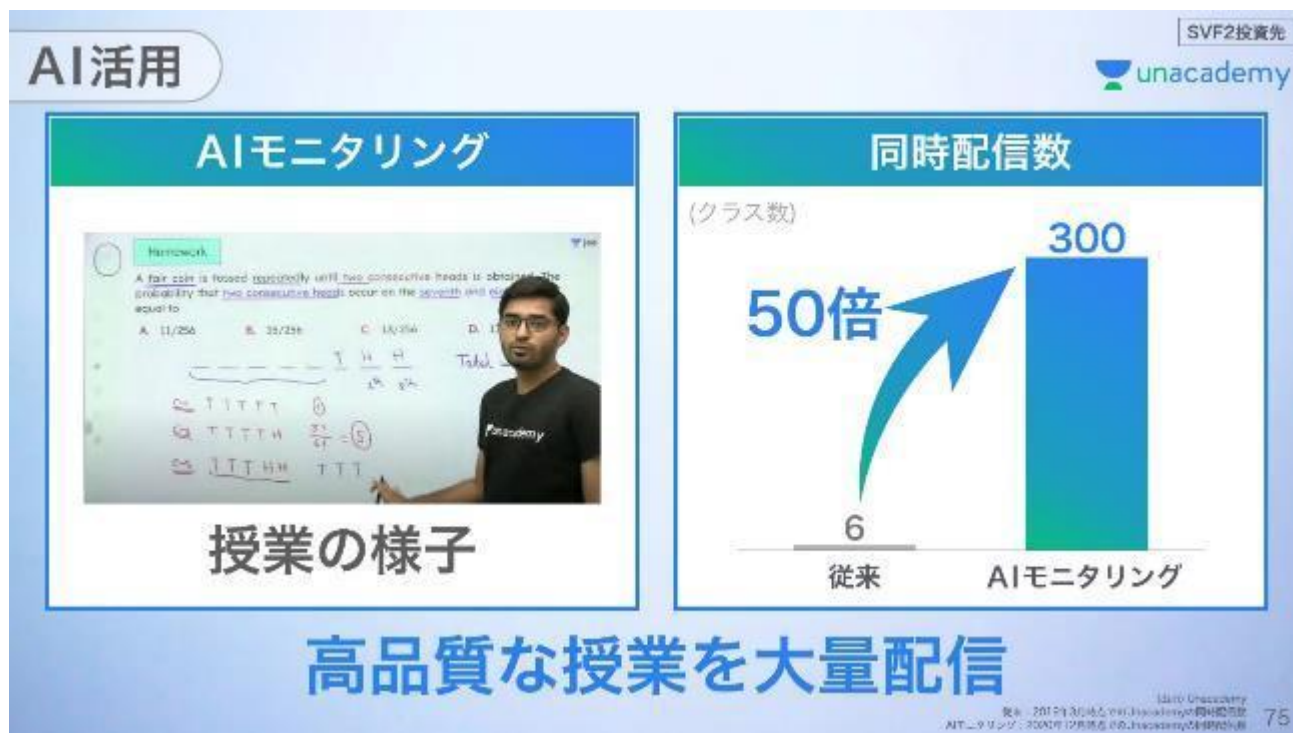 AI活用
SVF2投資先
unacademy
AIモニタリング
Homework
A fair coin is tossed repeatedly until two consecutive heads is obtained. The
probability that two consecutive heads occur on the seventh and
equal to
A. 11/256
C.
D.
T H H
Total
T T T T T
T T T T H
T T T H H T T T
unacademy
授業の様子
同時配信数
(クラス数)
300
50倍
6
従来
AIモニタリング
高品質な授業を大量配信
75